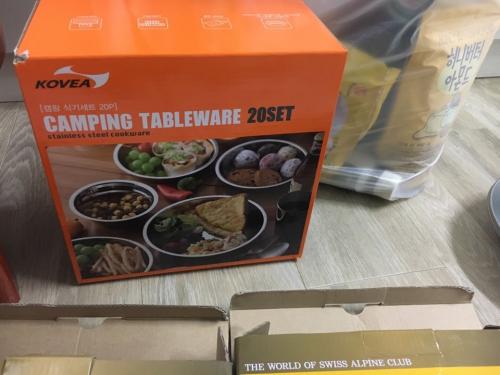 KOVEA
[캠핑 식기세트 20P]
CAMPING TABLEWARE 20SET
stainless steel cookware
허니버터
아몬드
THE WORLD OF SWISS ALPINE CLUB